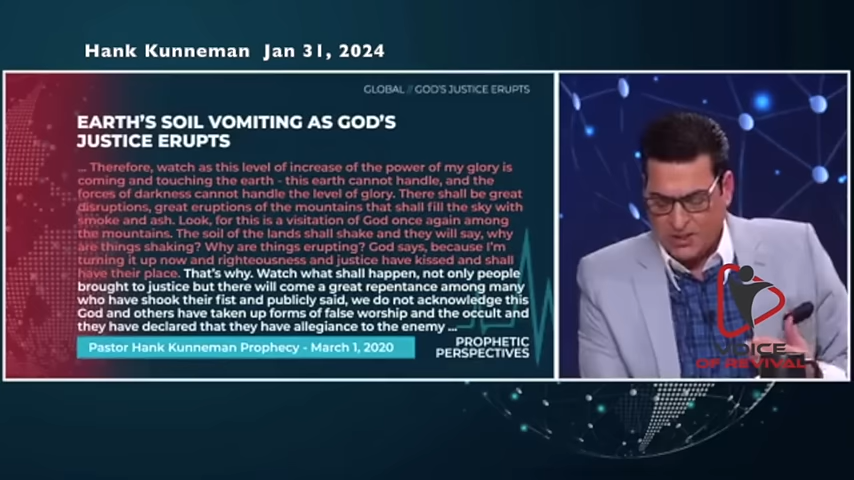 Hank Kunneman Jan 31, 2024
GLOBAL // GOD'S JUSTICE ERUPTS
EARTH'S SOIL VOMITING AS GOD'S
JUSTICE ERUPTS
... Therefore, watch as this level of increase of the power of my glory is
coming and touching the earth - this earth cannot handle, and the
forces of darkness cannot handle the level of glory. There shall be great
disruptions, great eruptions of the mountains that shall fill the sky with
smoke and ash. Look, for this is a visitation of God once again among
the mountains. The soil of the lands shall shake and they will say, why
are things shaking? Why are things erupting? God says, because I'm
turning it up now and righteousness and justice have kissed and shall
have their place. That's why. Watch what shall happen, not only people
brought to justice but there will come a great repentance among many
who have shook their fist and publicly said, we do not acknowledge this
God and others have taken up forms of false worship and the occult and
they have declared that they have allegiance to the enemy ...
Pastor Hank Kunneman Prophecy - March 1, 2020
PROPHETIC
PERSPECTIVES
VOICE
OF REVIVAL